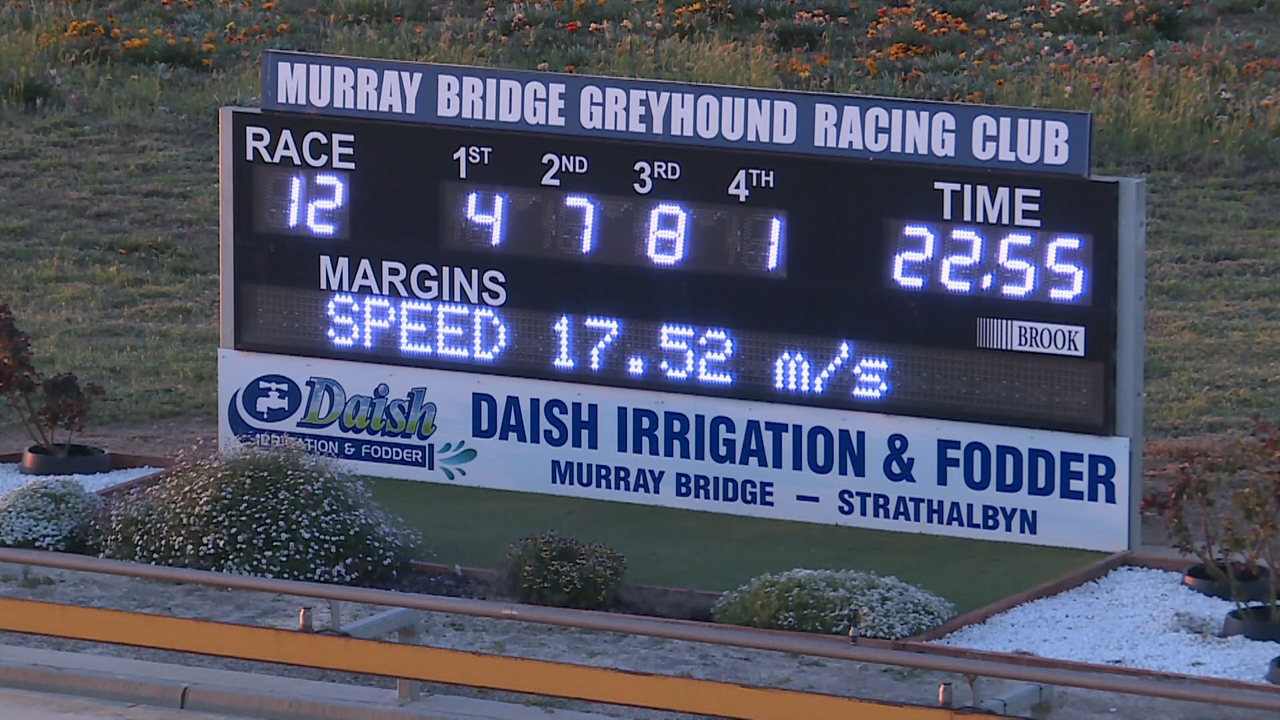 MURRAY BRIDGE GREYHOUND RACING CLUB
RACE 1ST 2ND 3RD 4TH TIME
12 4 7 8 1 22.55
MARGINS
SPEED 17.52 m/s
BROOK
Daish
IRRIGATION & FODDER
DAISH IRRIGATION & FODDER
MURRAY BRIDGE – STRATHALBYN